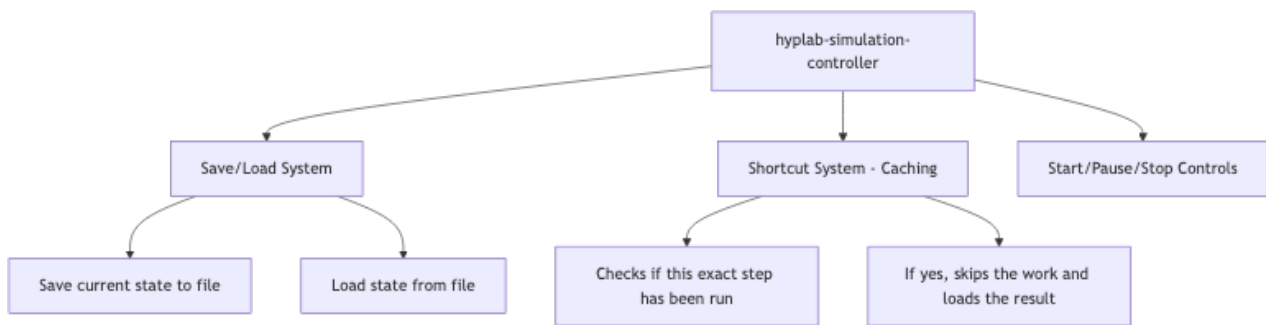 hyplab-simulation-
controller
Save/Load System
Shortcut System - Caching
Start/Pause/Stop Controls
Save current state to file
Load state from file
Checks if this exact step
has been run
If yes, skips the work and
loads the result